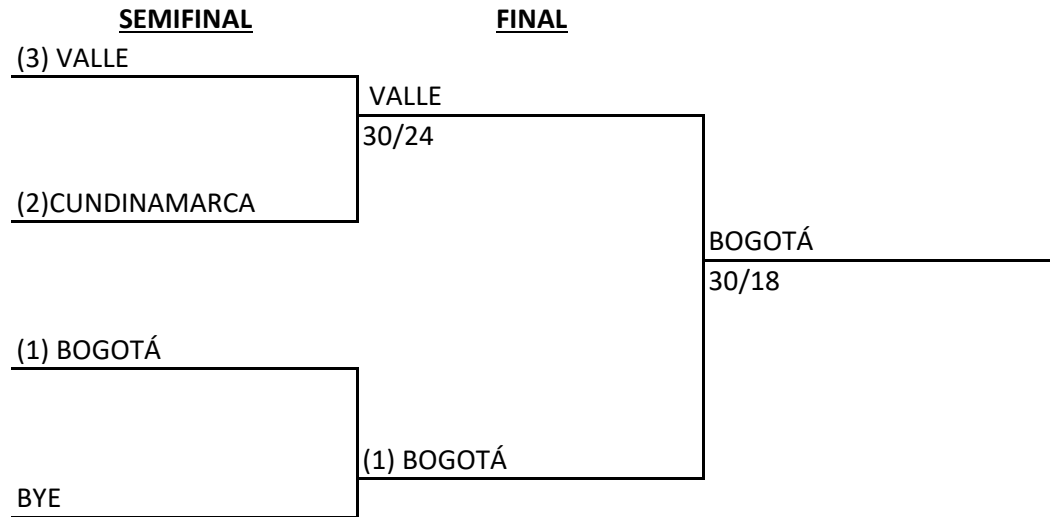 SEMIFINAL FINAL
(3) VALLE
VALLE
30/24
(2)CUNDINAMARCA
BOGOTÁ
30/18
(1) BOGOTÁ
(1) BOGOTÁ
BYE